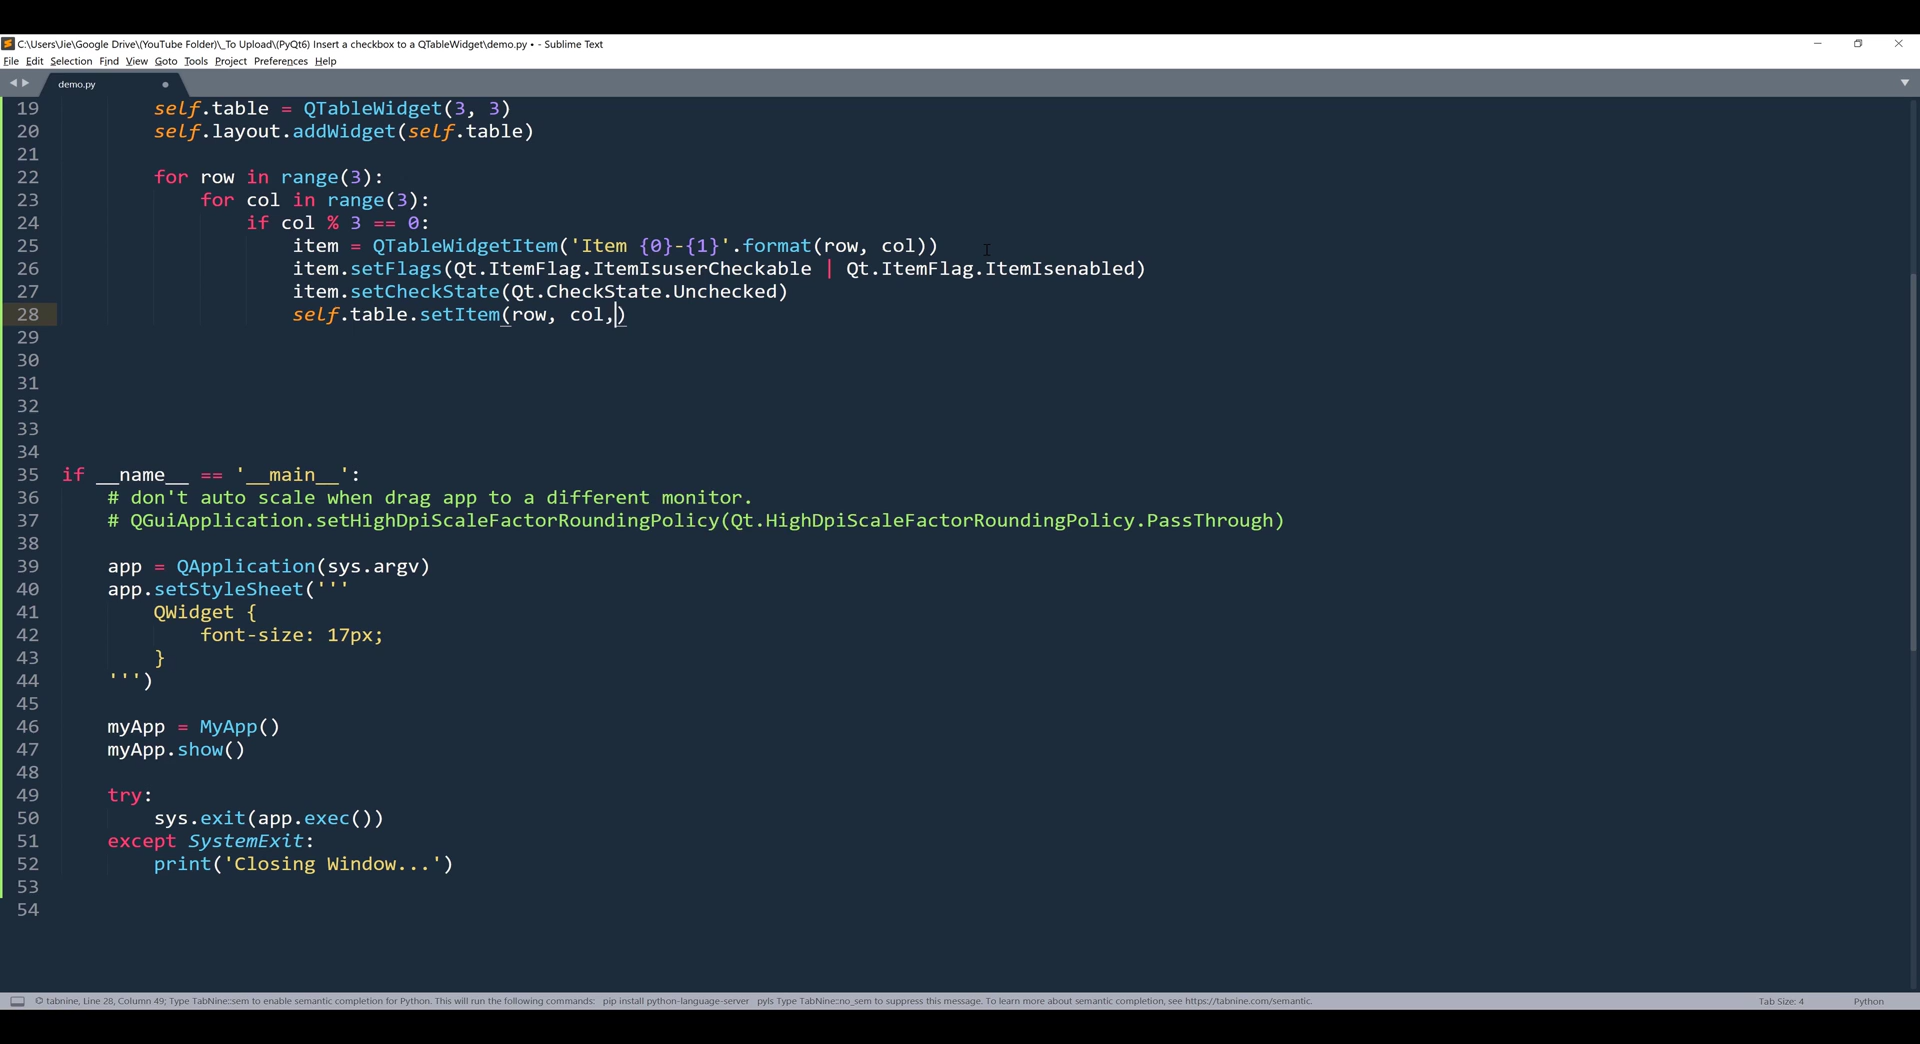 C:\Users\Jie\Google Drive\(YouTube Folder)\_To Upload\(PyQt6) Insert a checkbox to a QTableWidget\demo.py • - Sublime Text
File Edit Selection Find View Goto Tools Project Preferences Help
demo.py
19 self.table = QTableWidget(3, 3)
20 self.layout.addWidget(self.table)
21
22 for row in range(3):
23 for col in range(3):
24 if col % 3 == 0:
25 item = QTableWidgetItem('Item {0}-{1}'.format(row, col))
26 item.setFlags(Qt.ItemFlag.ItemIsuserCheckable | Qt.ItemFlag.ItemIsenabled)
27 item.setCheckState(Qt.CheckState.Unchecked)
28 self.table.setItem(row, col,)
29
30
31
32
33
34
35 if __name__ == '__main__':
36 # don't auto scale when drag app to a different monitor.
37 # QGuiApplication.setHighDpiScaleFactorRoundingPolicy(Qt.HighDpiScaleFactorRoundingPolicy.PassThrough)
38
39 app = QApplication(sys.argv)
40 app.setStyleSheet('''
41 QWidget {
42 font-size: 17px;
43 }
44 ''')
45
46 myApp = MyApp()
47 myApp.show()
48
49 try:
50 sys.exit(app.exec())
51 except SystemExit:
52 print('Closing Window...')
53
54
tabnine, Line 28, Column 49; Type TabNine::sem to enable semantic completion for Python. This will run the following commands: pip install python-language-server pyls Type TabNine::no_sem to suppress this message. To learn more about semantic completion, see https://tabnine.com/semantic. Tab Size: 4 Python